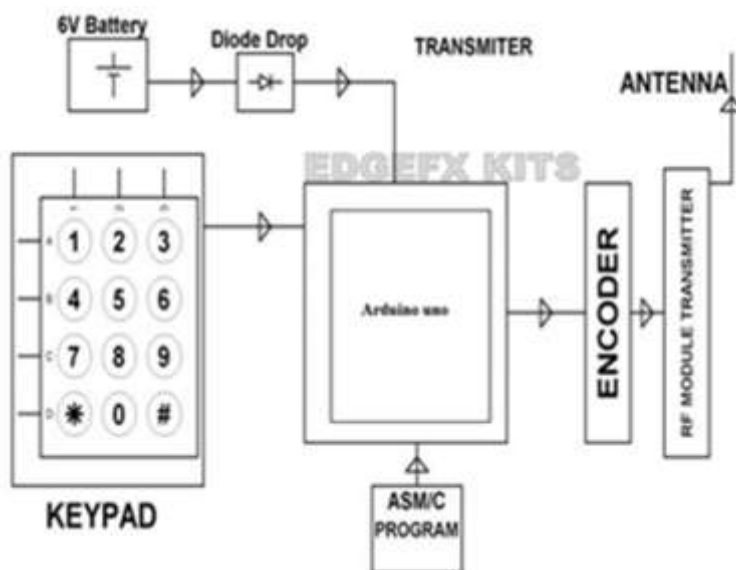 6V Battery
Diode Drop
TRANSMITER
ANTENNA
EDGEFX KITS
A
1 2 3
B
4 5 6
C
7 8 9
D
* 0 #
KEYPAD
Arduino uno
ENCODER
RF MODULE TRANSMITTER
ASM/C
PROGRAM